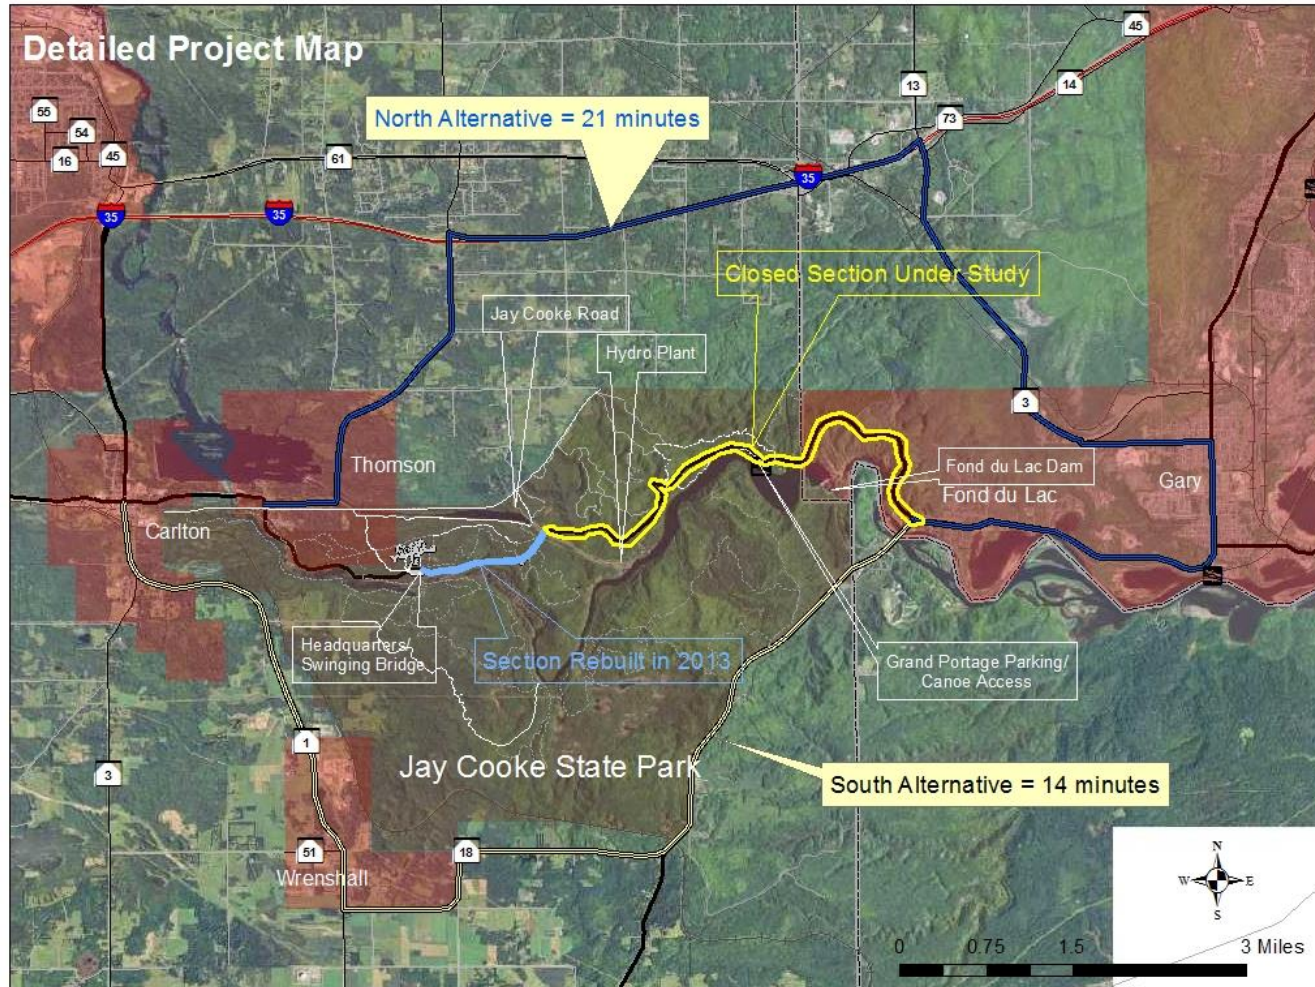 Detailed Project Map
45
13
14
55
North Alternative = 21 minutes
73
54
16
45
61
35
35
35
Closed Section Under Study
Jay Cooke Road
Hydro Plant
3
Thomson
Fond du Lac Dam
Gary
Fond du Lac
Carlton
Headquarters/
Swinging Bridge
Section Rebuilt in 2013
Grand Portage Parking/
Canoe Access
1
Jay Cooke State Park
3
South Alternative = 14 minutes
51
18
Wrenshall
N
W E
S
0 0.75 1.5 3 Miles